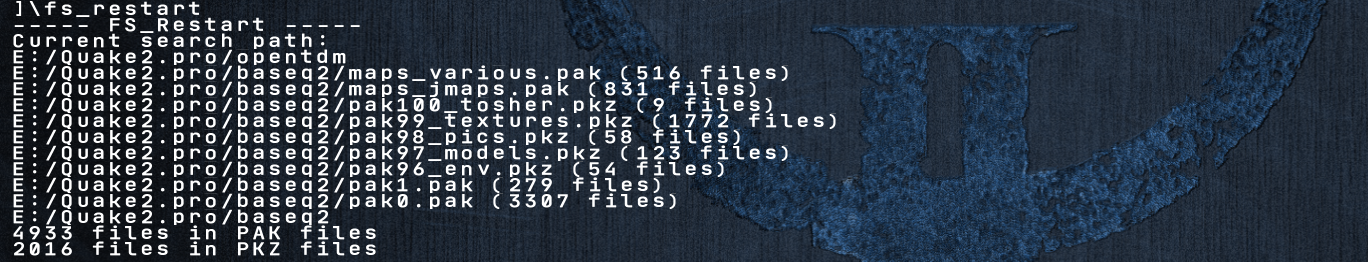 ]\fs_restart
----- FS_Restart -----
Current search path:
E:/Quake2.pro/opentdm
E:/Quake2.pro/baseq2/maps_various.pak (516 files)
E:/Quake2.pro/baseq2/maps_jmaps.pak (831 files)
E:/Quake2.pro/baseq2/pak100_tosher.pkz (9 files)
E:/Quake2.pro/baseq2/pak99_textures.pkz (1772 files)
E:/Quake2.pro/baseq2/pak98_pics.pkz (58 files)
E:/Quake2.pro/baseq2/pak97_models.pkz (123 files)
E:/Quake2.pro/baseq2/pak96_env.pkz (54 files)
E:/Quake2.pro/baseq2/pak1.pak (279 files)
E:/Quake2.pro/baseq2/pak0.pak (3307 files)
E:/Quake2.pro/baseq2
4933 files in PAK files
2016 files in PKZ files